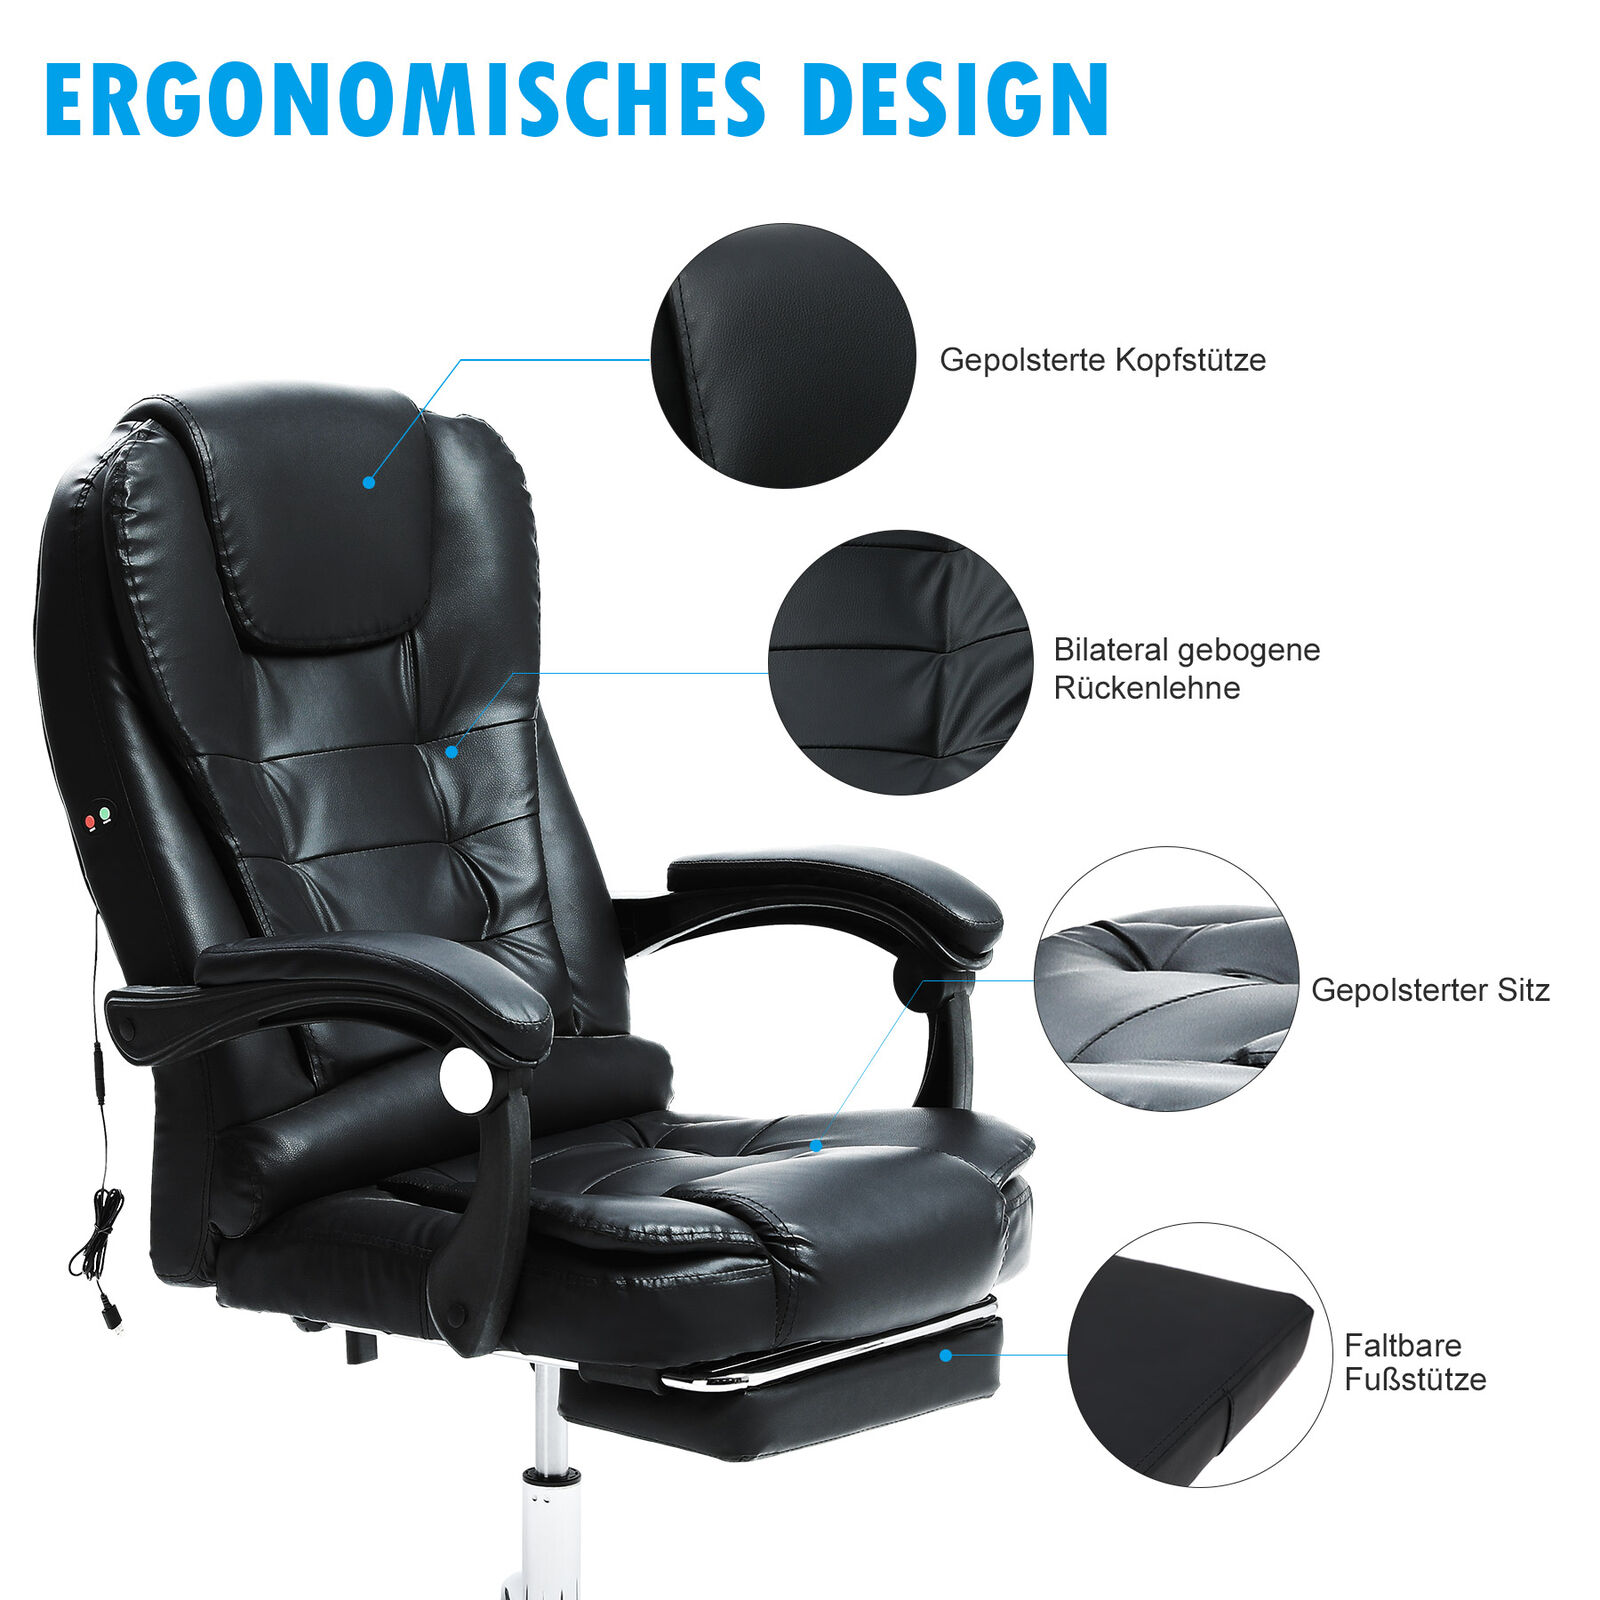 ERGONOMISCHES DESIGN
Gepolsterte Kopfstütze
Bilateral gebogene
Rückenlehne
Gepolsterter Sitz
Faltbare
Fußstütze